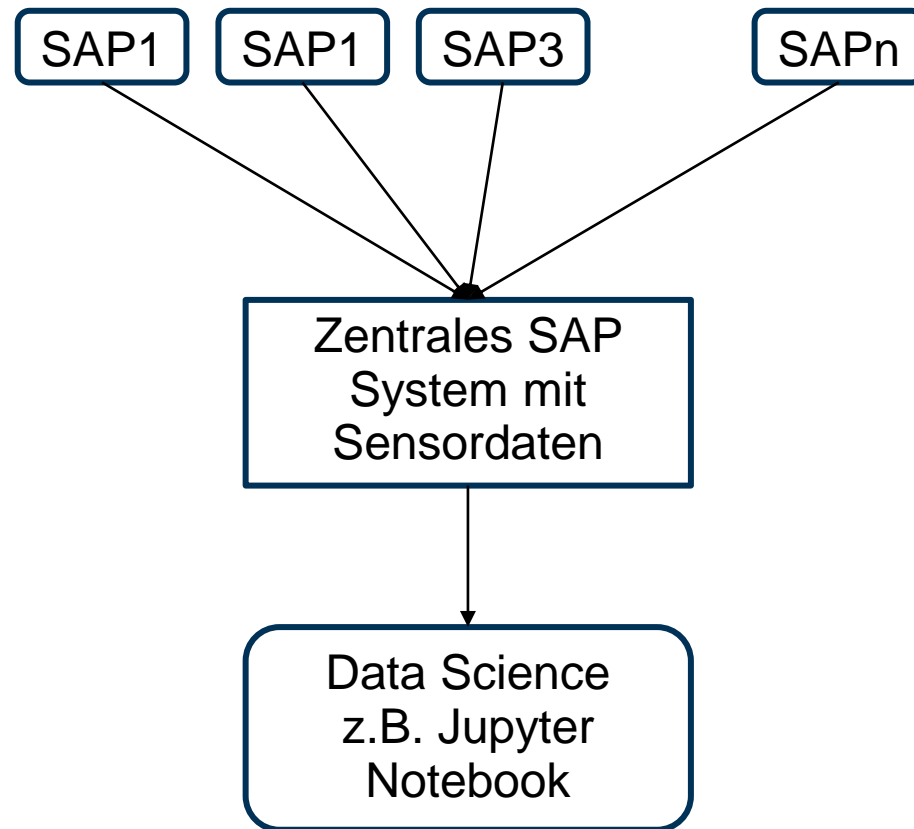 SAP1
SAP1
SAP3
SAPn
Zentrales SAP
System mit
Sensordaten
Data Science
z.B. Jupyter
Notebook